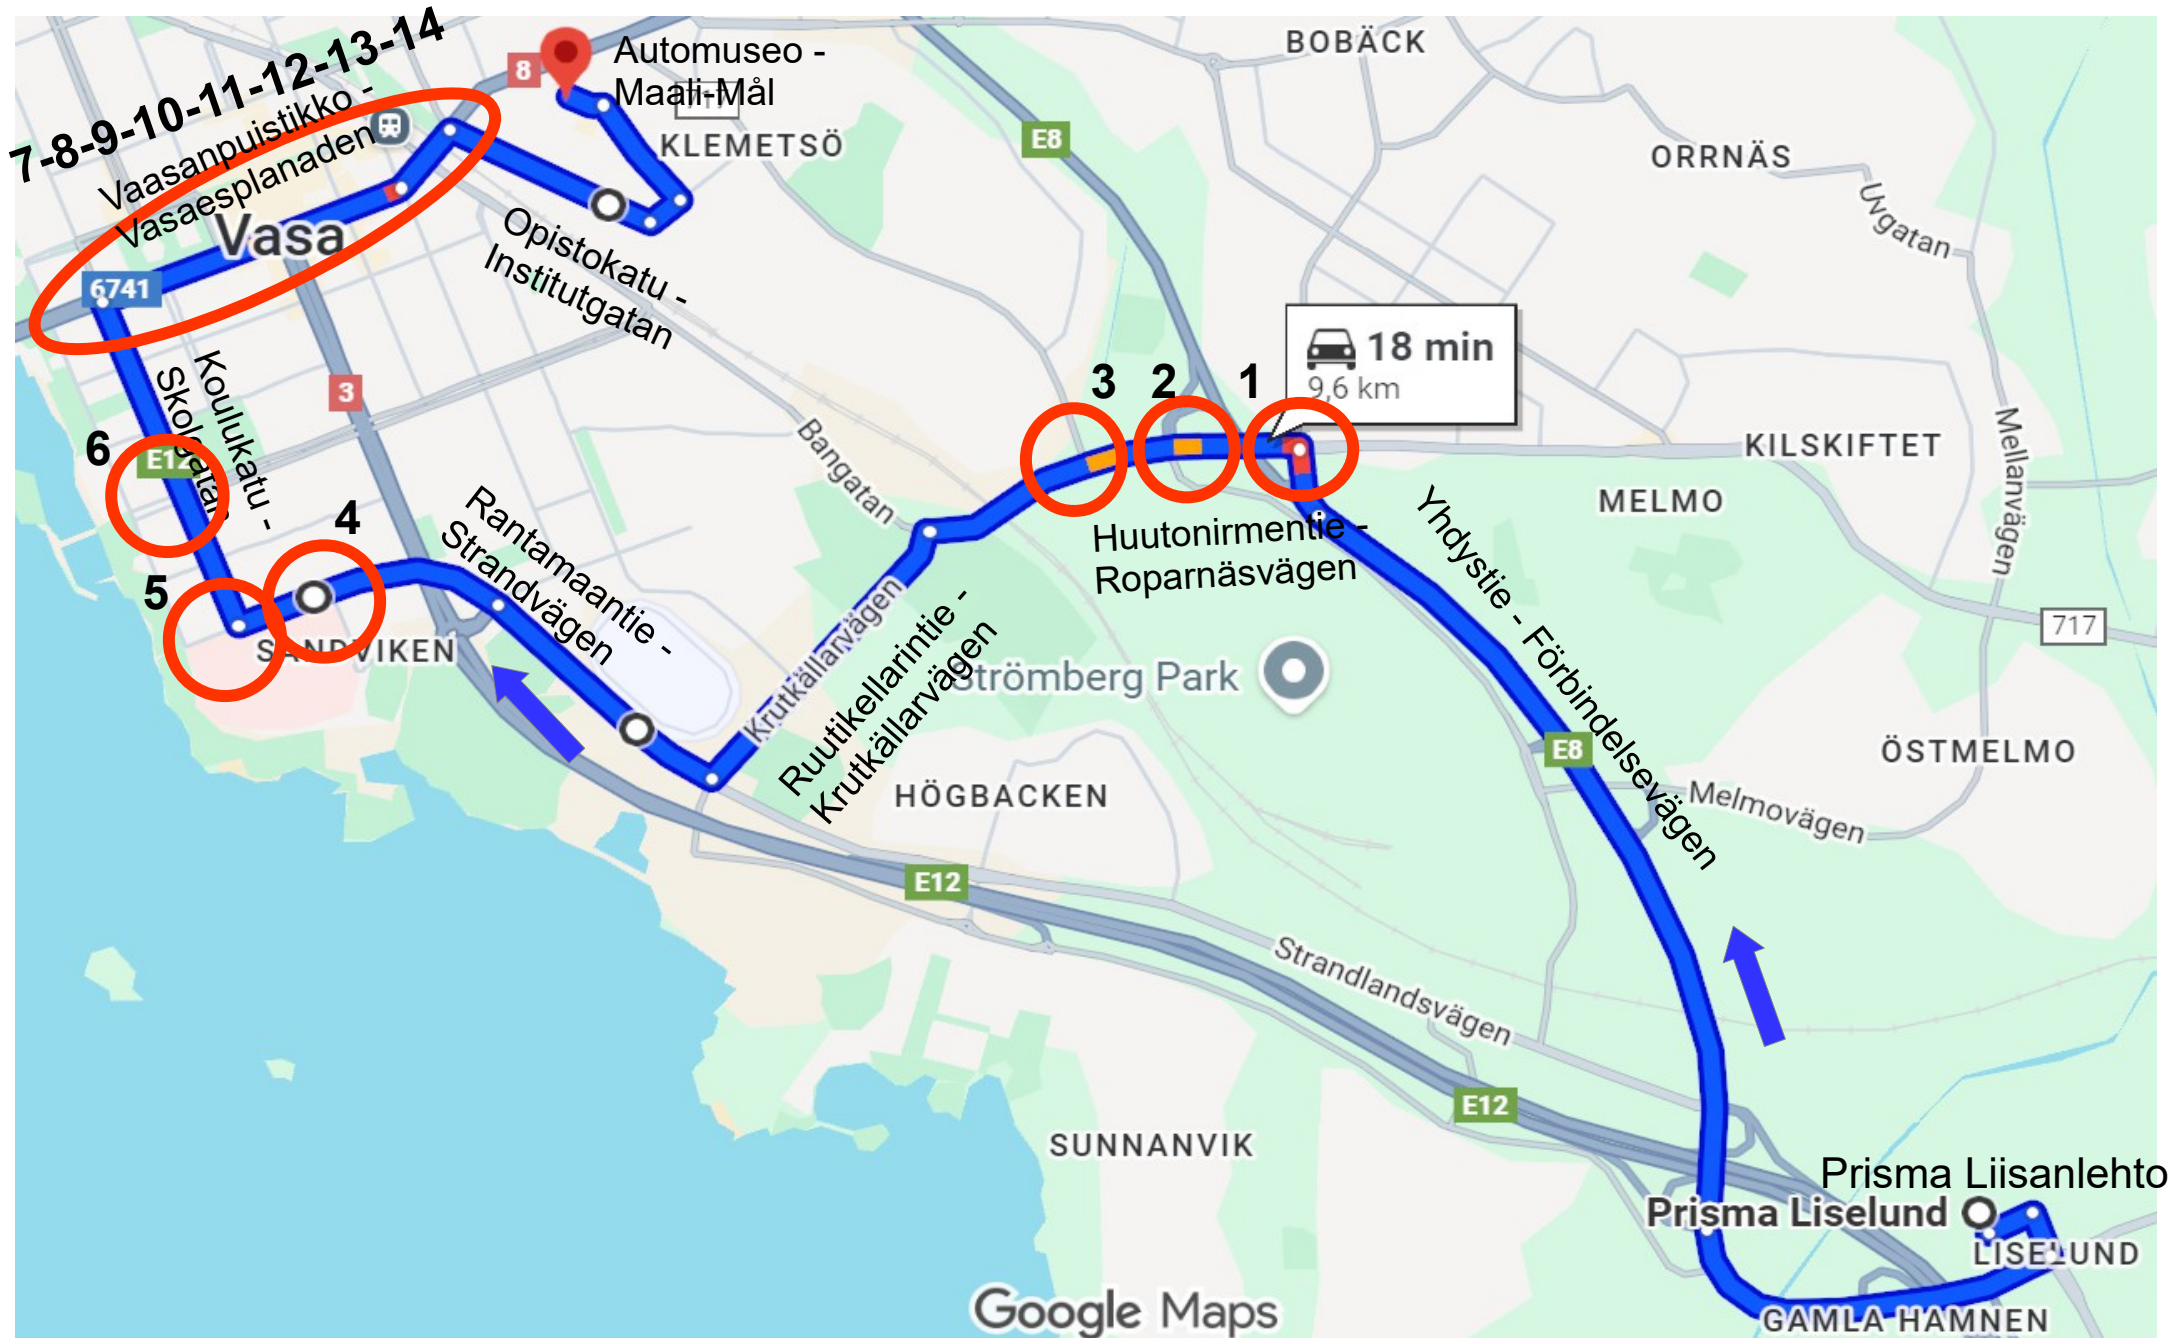 7-8-9-10-11-12-13-14
Vaasanpuistikko -
Vasaesplanaden
8
Automuseo -
Maali-Mål
717
KLEMETSÖ
BOBÄCK
E8
ORRNÄS
Uvgatan
Vasa
6741
Opistokatu -
Institutgatan
3
Koulukatu -
Skolgatan
6
E12
5
4
SANDVIKEN
Rantamaantie -
Strandvägen
Bangatan
3
2
1
18 min
9,6 km
KILSKIFTET
MELMO
Mellanvägen
717
Huutonirmentie -
Roparnäsvägen
Yhdystie - Förbindelsevägen
Krutkällarvägen
Ruutikellarintie -
Krutkällarvägen
Strömberg Park
E8
ÖSTMELMO
Melmovägen
HÖGBACKEN
E12
Strandlandsvägen
E12
SUNNANVIK
Prisma Liisanlehto
Prisma Liselund
LISELUND
GAMLA HAMNEN
Google Maps